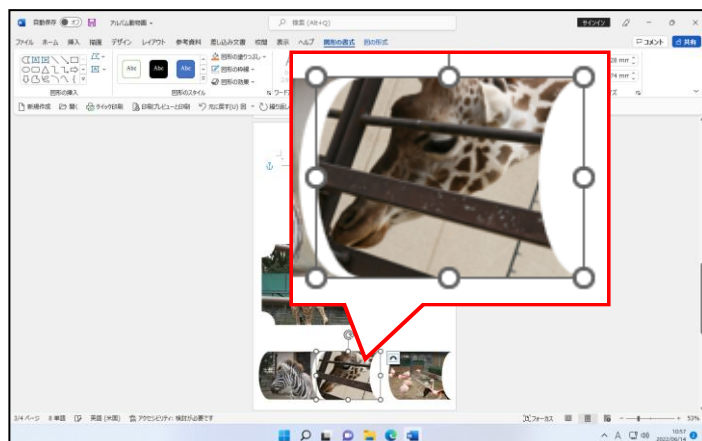 自動保存 オフ アルバム動物園 検索 (Alt+Q) サインイン
ファイル ホーム 挿入 描画 デザイン レイアウト 参考資料 差し込み文書 校閲 表示 ヘルプ 図形の書式 図の形式 コメント 共有
図形の塗りつぶし
Abc Abc Abc 図形の枠線
図形の効果
図形の挿入 図形のスタイル
新規作成 開く クイック印刷 印刷プレビューと印刷 元に戻す(U)
3/4 ページ 8 単語 英語 (米国) アクセシビリティ: 検討が必要です フォーカス 53%
A 10:57
2022/06/14